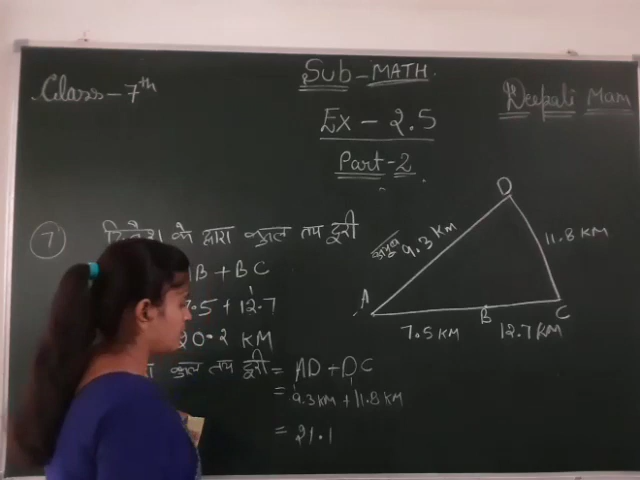 Sub-MATH.
Class-7th
Deepali Mam
Ex-2.5
Part-2
7
के द्वारा कुल तय दूरी
B+BC
7.5+12.7
20.2 KM
कुल तय दूरी = AD+DC
= 9.3 KM + 11.8 KM
= 21.1
D
9.3 KM
11.8 KM
A
B
C
7.5 KM
12.7 KM